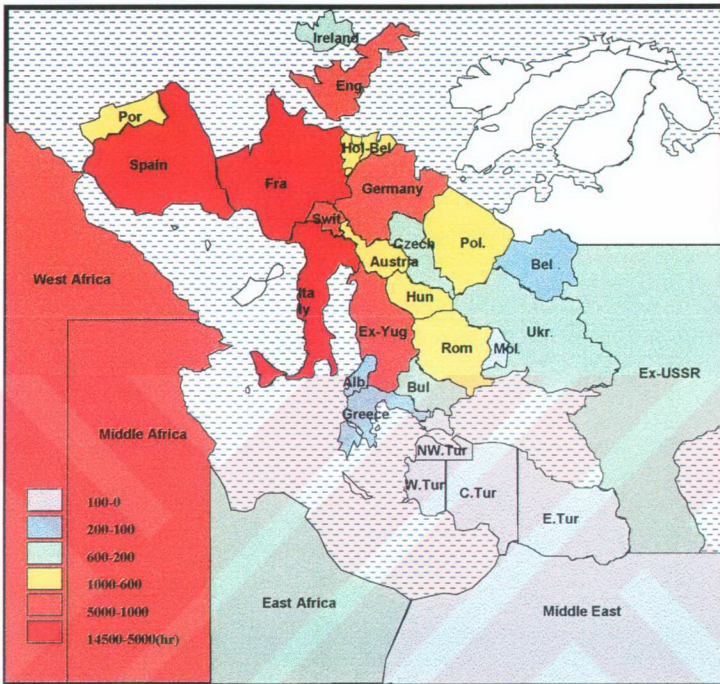 Ireland
Eng
Por
Hol-Bel
Spain
Fra
Germany
Swit
Czech
Pol.
Austria
Bel
West Africa
Hun
Ita
ly
Ex-Yug
Ukr.
Rom
Mol.
Ex-USSR
Alb.
Bul
Greece
Middle Africa
NW.Tur
W.Tur
C.Tur
E.Tur
100-0
200-100
600-200
1000-600
5000-1000
14500-5000(hr)
East Africa
Middle East